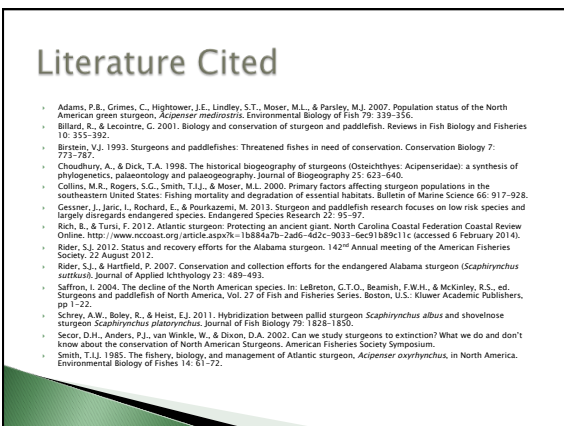 Literature Cited
Adams, P.B., Grimes, C., Hightower, J.E., Lindley, S.T., Moser, M.L., & Parsley, M.J. 2007. Population status of the North
American green sturgeon, Acipenser medirostris. Environmental Biology of Fish 79: 339-356.
Billard, R., & Lecointre, G. 2001. Biology and conservation of sturgeon and paddlefish. Reviews in Fish Biology and Fisheries
10: 355-392.
Birstein, V.J. 1993. Sturgeons and paddlefishes: Threatened fishes in need of conservation. Conservation Biology 7:
773-787.
Choudhury, A., & Dick, T.A. 1998. The historical biogeography of sturgeons (Osteichthyes: Acipenseridae): a synthesis of
phylogenetics, palaeontology and palaeogeography. Journal of Biogeography 25: 623-640.
Collins, M.R., Rogers, S.G., Smith, T.I.J., & Moser, M.L. 2000. Primary factors affecting sturgeon populations in the
southeastern United States: Fishing mortality and degradation of essential habitats. Bulletin of Marine Science 66: 917-928.
Gessner, J., Jaric, I., Rochard, E., & Pourkazemi, M. 2013. Sturgeon and paddlefish research focuses on low risk species and
largely disregards endangered species. Endangered Species Research 22: 95-97.
Rich, B., & Tursi, F. 2012. Atlantic sturgeon: Protecting an ancient giant. North Carolina Coastal Federation Coastal Review
Online. http://www.nccoast.org/article.aspx?k=1b884a7b-2ad6-4d2c-9033-6ec91b89c11c (accessed 6 February 2014).
Rider, S.J. 2012. Status and recovery efforts for the Alabama sturgeon. 142nd Annual meeting of the American Fisheries
Society. 22 August 2012.
Rider, S.J., & Hartfield, P. 2007. Conservation and collection efforts for the endangered Alabama sturgeon (Scaphirynchus
suttkusi). Journal of Applied Ichthyology 23: 489-493.
Saffron, I. 2004. The decline of the North American species. In: LeBreton, G.T.O., Beamish, F.W.H., & McKinley, R.S., ed.
Sturgeons and paddlefish of North America, Vol. 27 of Fish and Fisheries Series. Boston, U.S.: Kluwer Academic Publishers,
pp 1-22.
Schrey, A.W., Boley, R., & Heist, E.J. 2011. Hybridization between pallid sturgeon Scaphirynchus albus and shovelnose
sturgeon Scaphirynchus platorynchus. Journal of Fish Biology 79: 1828-1850.
Secor, D.H., Anders, P.J., van Winkle, W., & Dixon, D.A. 2002. Can we study sturgeons to extinction? What we do and don't
know about the conservation of North American Sturgeons. American Fisheries Society Symposium.
Smith, T.I.J. 1985. The fishery, biology, and management of Atlantic sturgeon, Acipenser oxyrhynchus, in North America.
Environmental Biology of Fishes 14: 61-72.